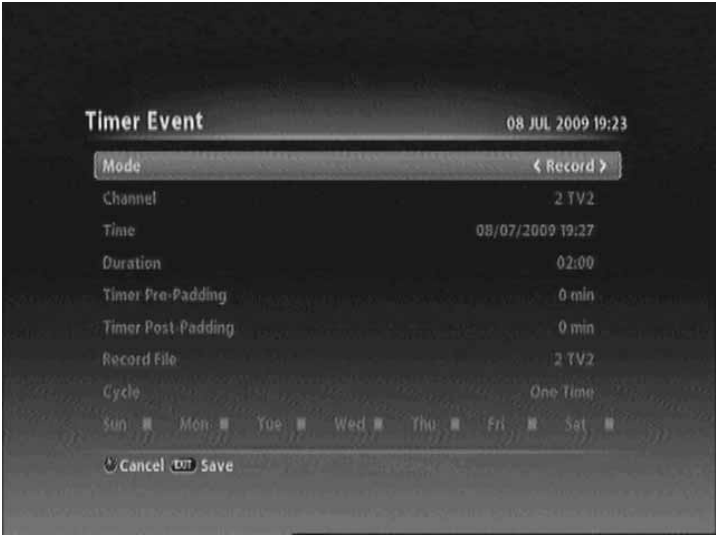 Timer Event 08 JUL 2009 19:23
Mode < Record >
Channel 2 TV2
Time 08/07/2009 19:27
Duration 02:00
Timer Pre-Padding 0 min
Timer Post-Padding 0 min
Record File 2 TV2
Cycle One Time
Sun Mon Tue Wed Thu Fri Sat
Cancel EXIT Save